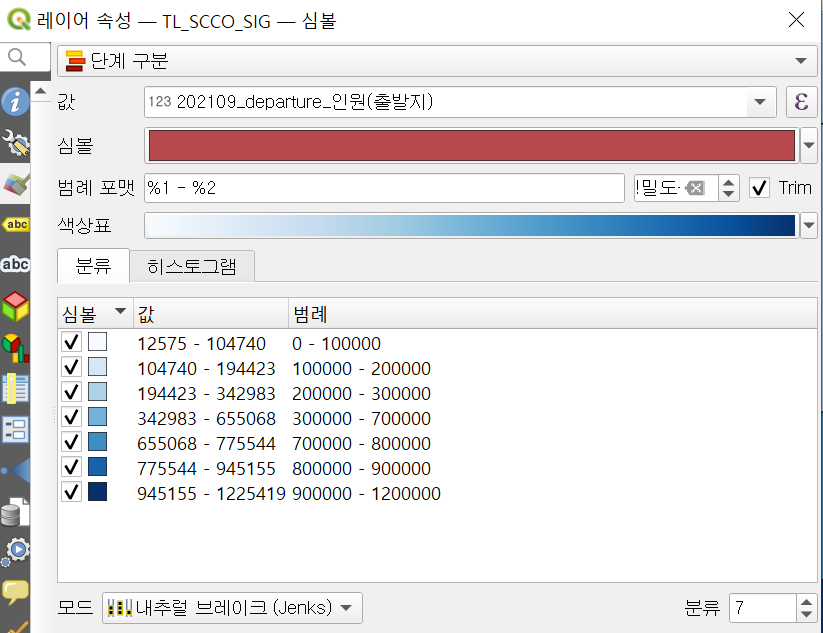 레이어 속성 — TL_SCCO_SIG — 심볼
단계 구분
값 123 202109_departure_인원(출발지) ε
심볼
범례 포맷 %1 - %2 !밀도· Trim
색상표
분류 히스토그램
심볼 값 범례
12575 - 104740 0 - 100000
104740 - 194423 100000 - 200000
194423 - 342983 200000 - 300000
342983 - 655068 300000 - 700000
655068 - 775544 700000 - 800000
775544 - 945155 800000 - 900000
945155 - 1225419 900000 - 1200000
모드 내추럴 브레이크 (Jenks) 분류 7
abc
abc